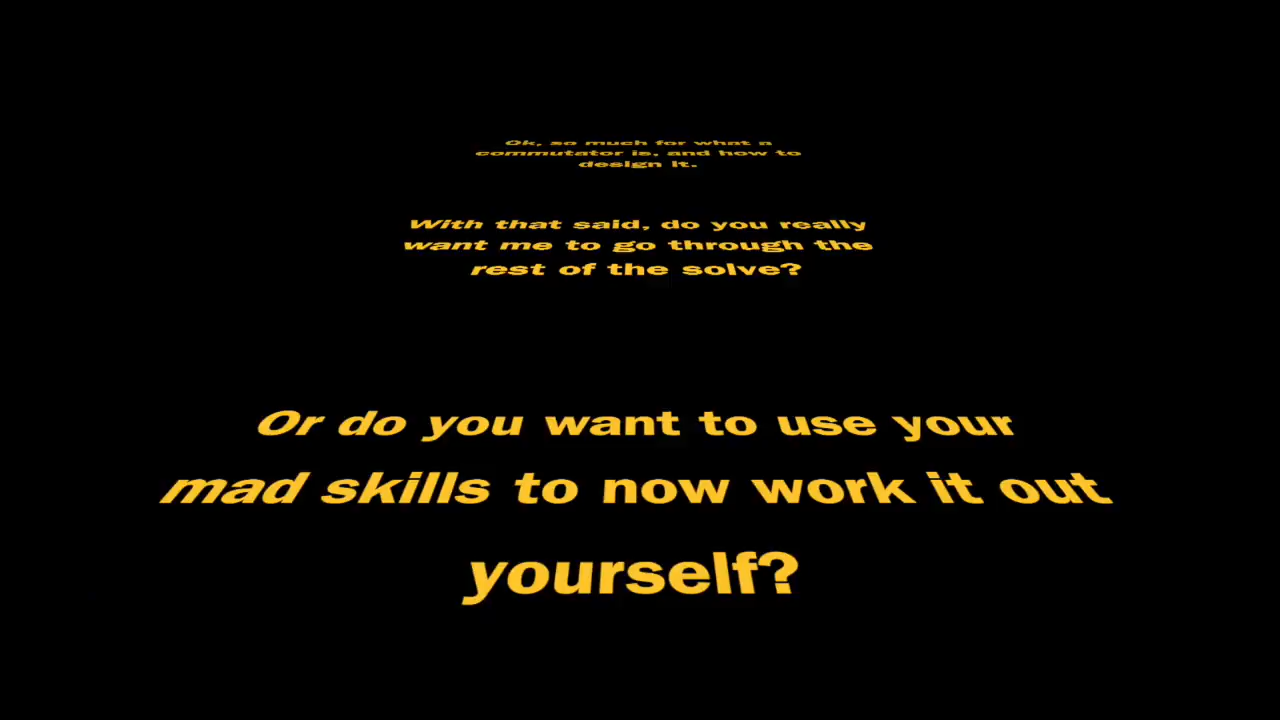 Ok, so much for what a
commutator is, and how to
design it.
With that said, do you really
want me to go through the
rest of the solve?
Or do you want to use your
mad skills to now work it out
yourself?